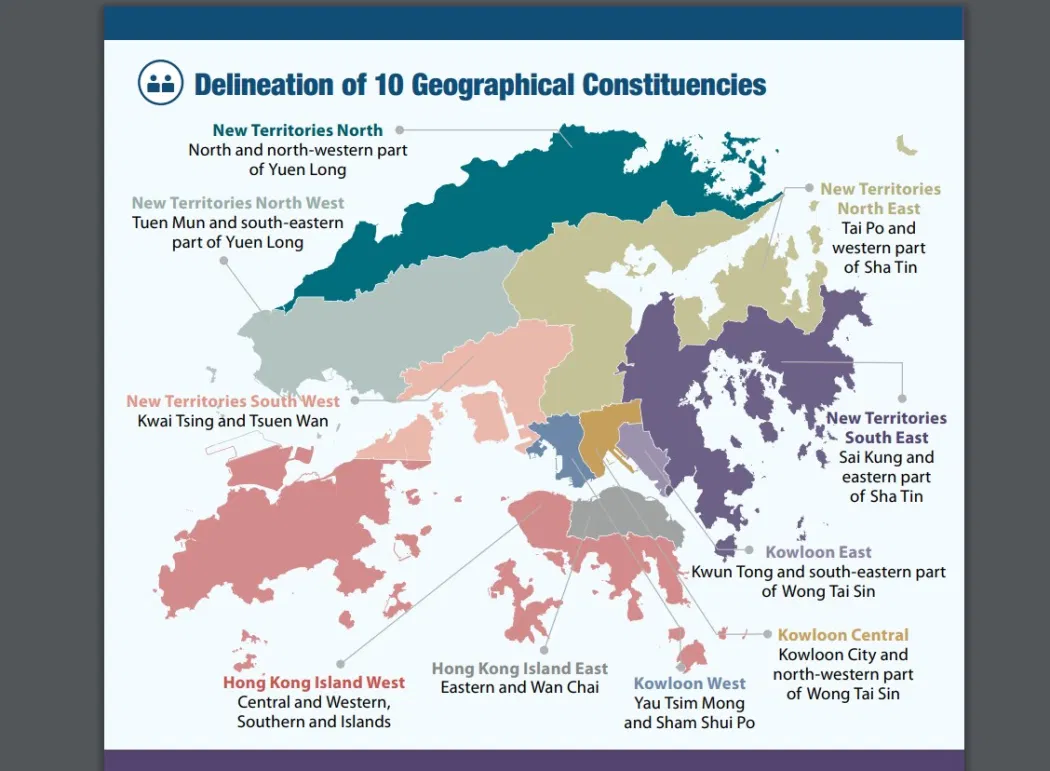 Delineation of 10 Geographical Constituencies
New Territories North
North and north-western part
of Yuen Long
New Territories North West
Tuen Mun and south-eastern
part of Yuen Long
New Territories
North East
Tai Po and
western part
of Sha Tin
New Territories South West
Kwai Tsing and Tsuen Wan
New Territories
South East
Sai Kung and
eastern part
of Sha Tin
Kowloon East
Kwun Tong and south-eastern part
of Wong Tai Sin
Kowloon Central
Kowloon City and
north-western part
of Wong Tai Sin
Hong Kong Island West
Central and Western,
Southern and Islands
Hong Kong Island East
Eastern and Wan Chai
Kowloon West
Yau Tsim Mong
and Sham Shui Po